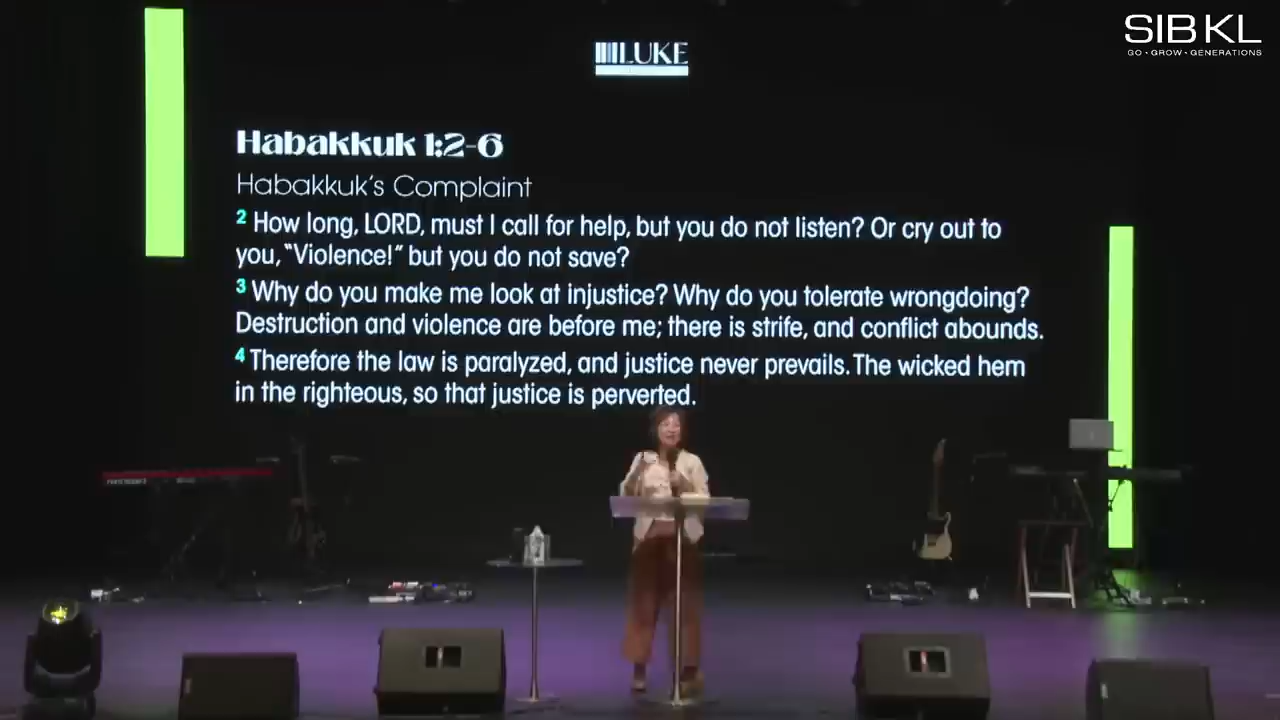 SIBKL
GO • GROW • GENERATIONS
LUKE
Habakkuk 1:2-6
Habakkuk's Complaint
2 How long, LORD, must I call for help, but you do not listen? Or cry out to
you, "Violence!" but you do not save?
3 Why do you make me look at injustice? Why do you tolerate wrongdoing?
Destruction and violence are before me; there is strife, and conflict abounds.
4 Therefore the law is paralyzed, and justice never prevails. The wicked hem
in the righteous, so that justice is perverted.